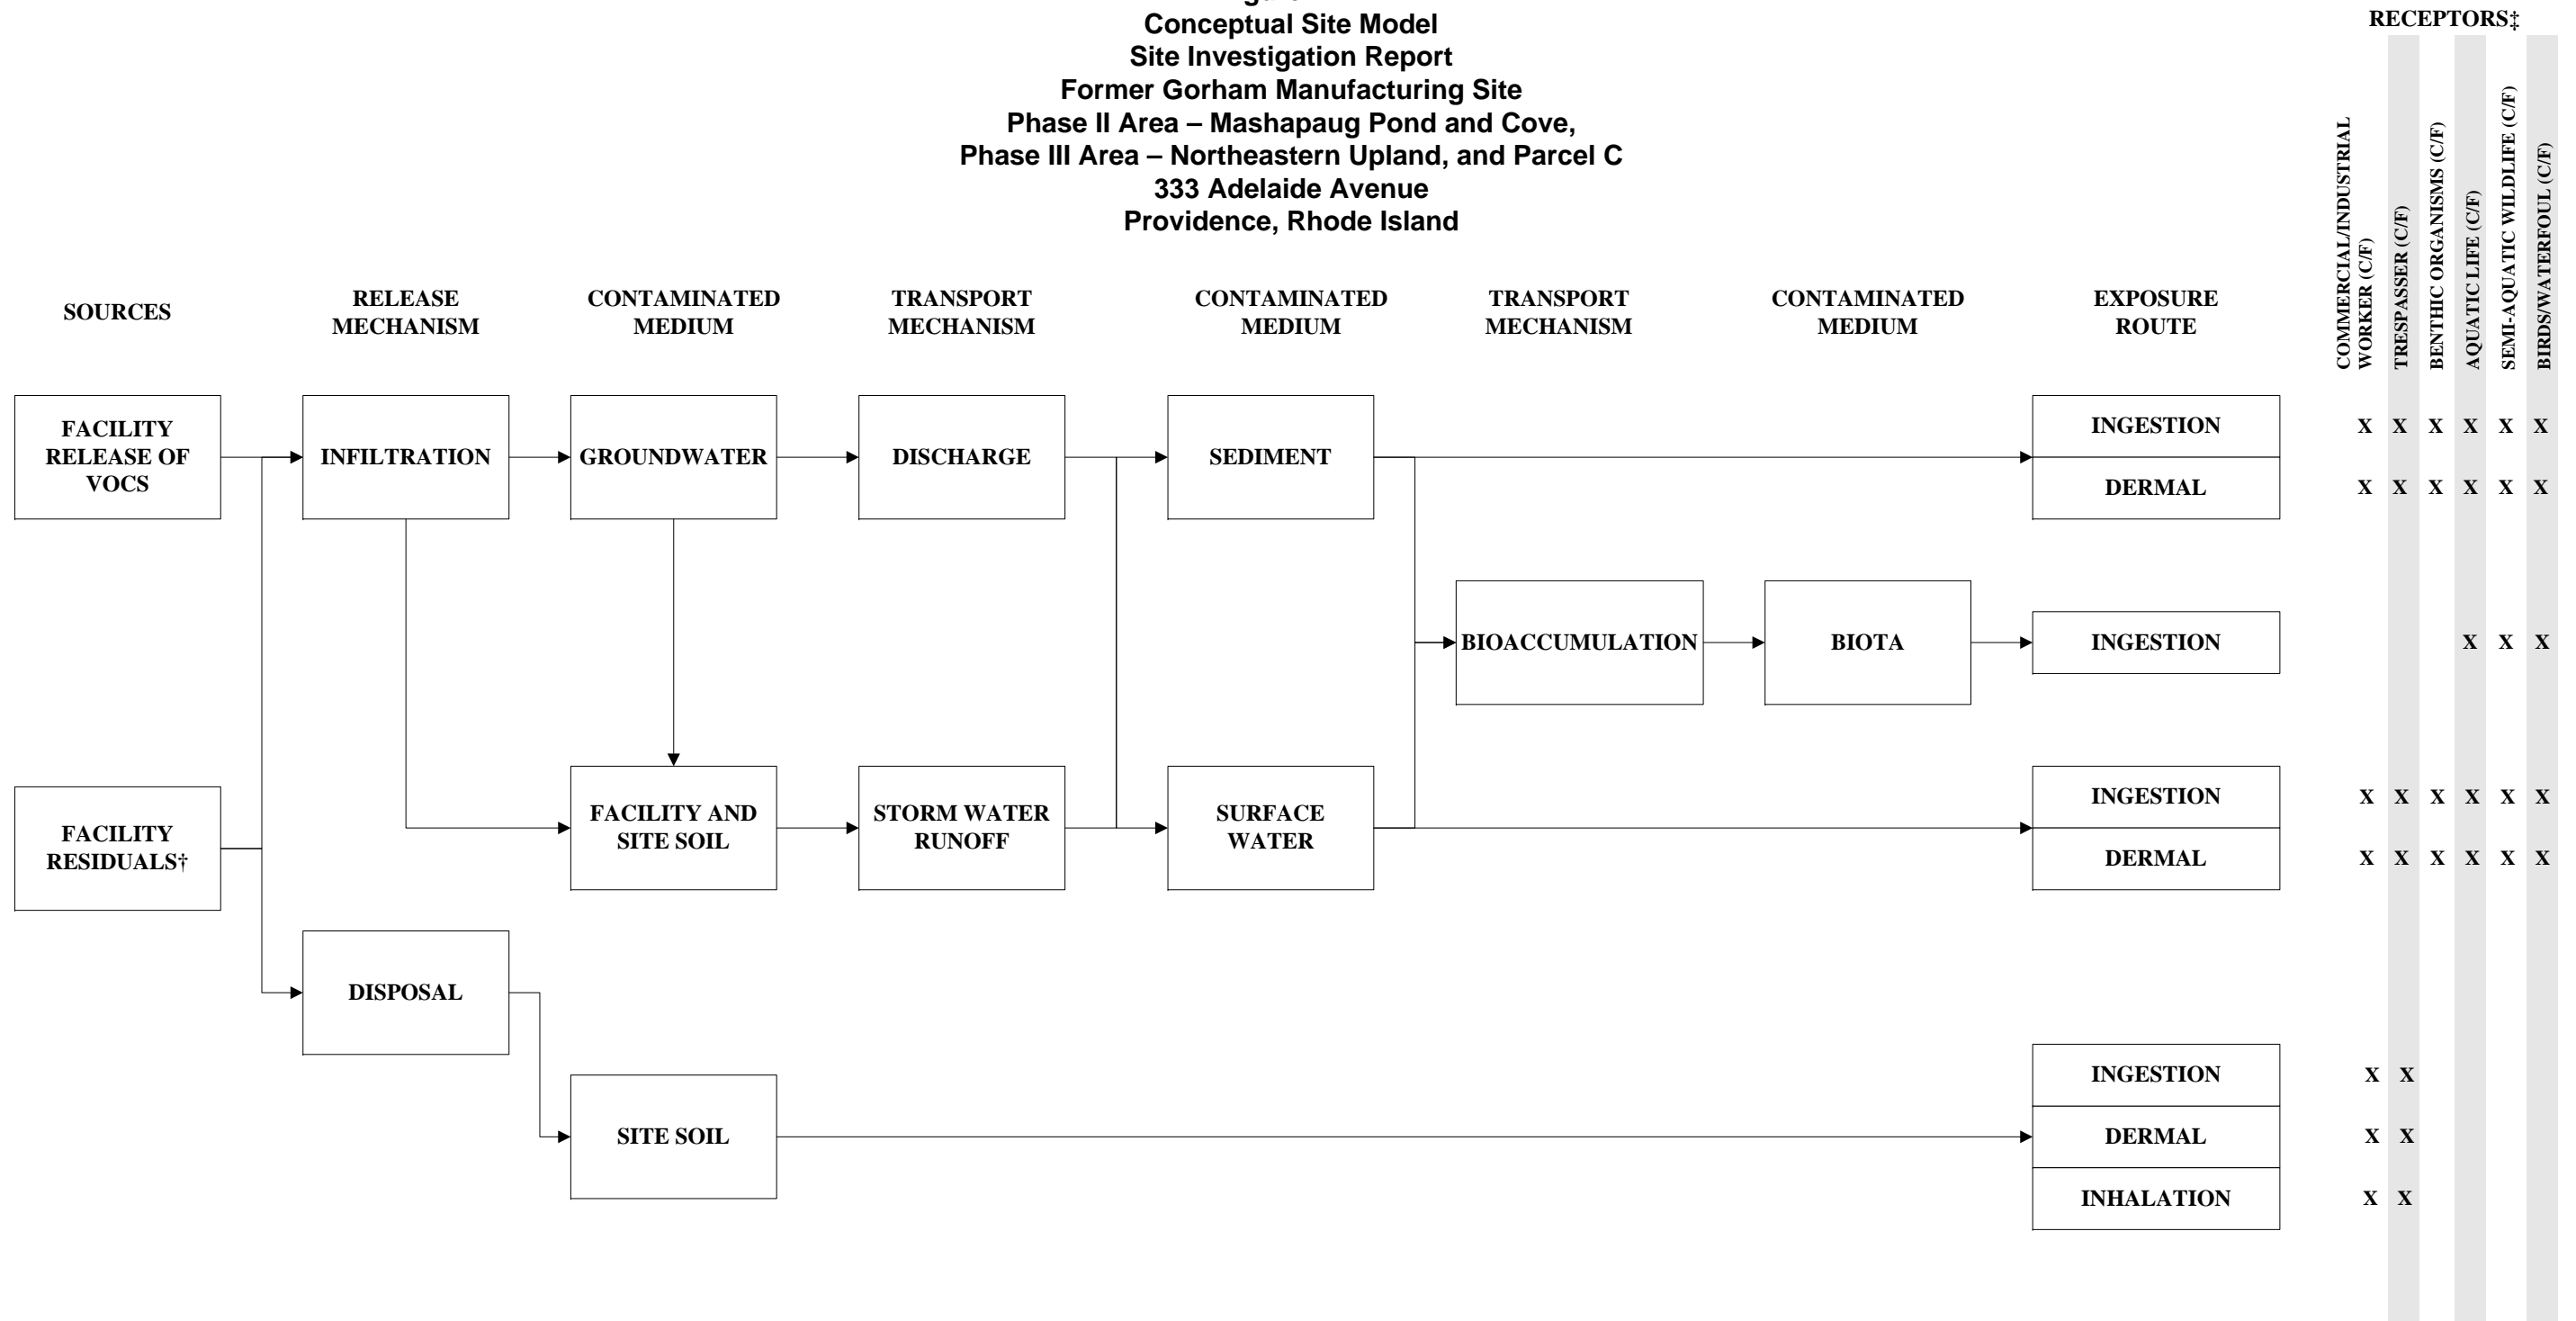 Conceptual Site Model
Site Investigation Report
Former Gorham Manufacturing Site
Phase II Area – Mashapaug Pond and Cove,
Phase III Area – Northeastern Upland, and Parcel C
333 Adelaide Avenue
Providence, Rhode Island
RECEPTORS‡
COMMERCIAL/INDUSTRIAL
WORKER (C/F)
TRESPASSER (C/F)
BENTHIC ORGANISMS (C/F)
AQUATIC LIFE (C/F)
SEMI-AQUATIC WILDLIFE (C/F)
BIRDS/WATERFOUL (C/F)
SOURCES
RELEASE
MECHANISM
CONTAMINATED
MEDIUM
TRANSPORT
MECHANISM
CONTAMINATED
MEDIUM
TRANSPORT
MECHANISM
CONTAMINATED
MEDIUM
EXPOSURE
ROUTE
FACILITY
RELEASE OF
VOCS
INFILTRATION
GROUNDWATER
DISCHARGE
SEDIMENT
INGESTION
X X X X X X
DERMAL
X X X X X X
BIOACCUMULATION
BIOTA
INGESTION
X X X
FACILITY
RESIDUALS†
FACILITY AND
SITE SOIL
STORM WATER
RUNOFF
SURFACE
WATER
INGESTION
X X X X X X
DERMAL
X X X X X X
DISPOSAL
SITE SOIL
INGESTION
X X
DERMAL
X X
INHALATION
X X